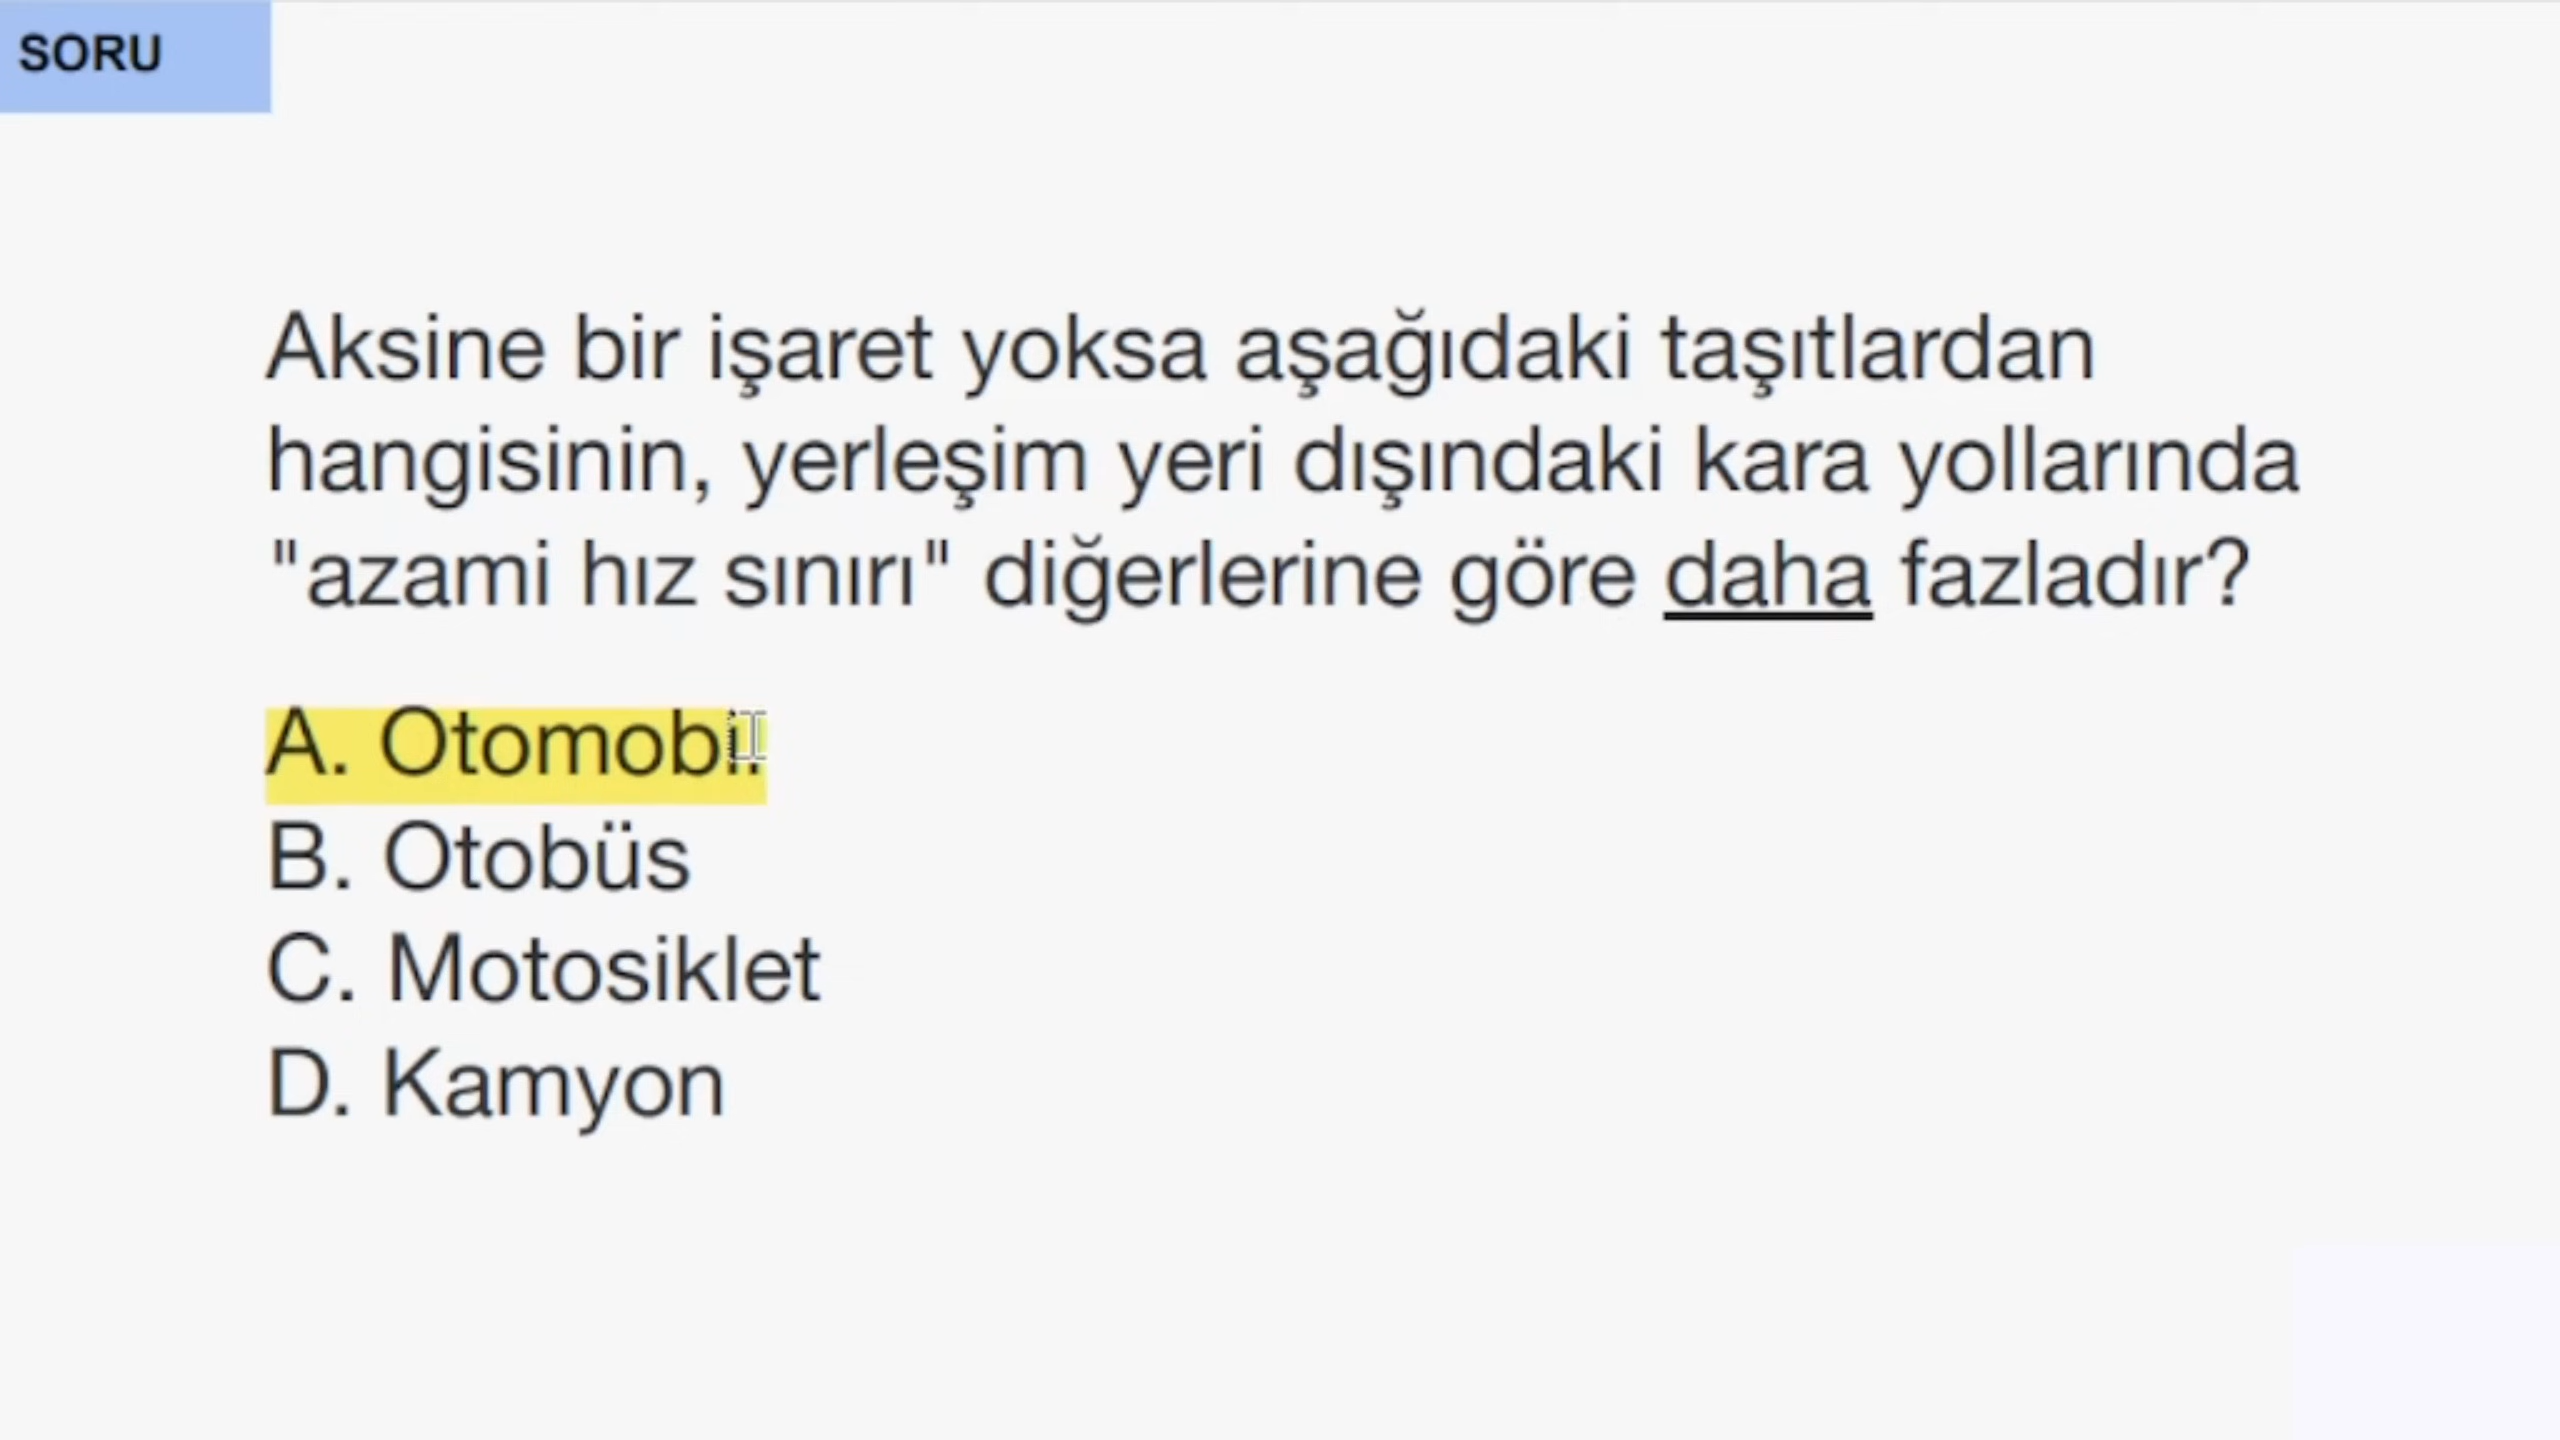 SORU
Aksine bir işaret yoksa aşağıdaki taşıtlardan
hangisinin, yerleşim yeri dışındaki kara yollarında
"azami hız sınırı" diğerlerine göre daha fazladır?
A. Otomobil
B. Otobüs
C. Motosiklet
D. Kamyon